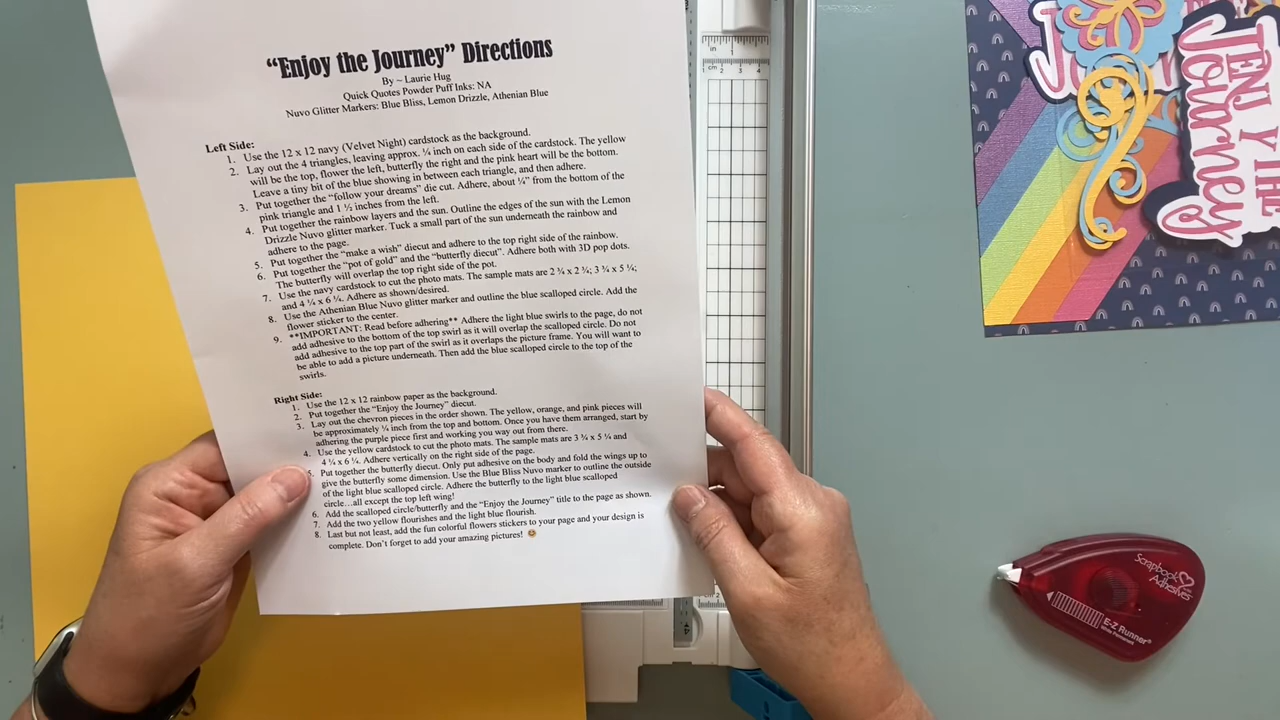 "Enjoy the Journey" Directions
By ~ Laurie Hug
Quick Quotes Powder Puff Inks: NA
Nuvo Glitter Markers: Blue Bliss, Lemon Drizzle, Athenian Blue
Left Side:
1. Use the 12 x 12 navy (Velvet Night) cardstock as the background.
2. Lay out the 4 triangles, leaving approx. ¼ inch on each side of the cardstock. The yellow
will be the top, flower the left, butterfly the right and the pink heart will be the bottom.
Leave a tiny bit of the blue showing in between each triangle, and then adhere.
3. Put together the "follow your dreams" die cut. Adhere, about ¼" from the bottom of the
pink triangle and 1 ½ inches from the left.
4. Put together the rainbow layers and the sun. Outline the edges of the sun with the Lemon
Drizzle Nuvo glitter marker. Tuck a small part of the sun underneath the rainbow and
adhere to the page.
5. Put together the "make a wish" diecut and adhere to the top right side of the rainbow.
6. Put together the "pot of gold" and the "butterfly diecut". Adhere both with 3D pop dots.
The butterfly will overlap the top right side of the pot.
7. Use the navy cardstock to cut the photo mats. The sample mats are 2 ¾ x 2 ¾; 3 ¾ x 5 ¼;
and 4 ¼ x 6 ¼. Adhere as shown/desired.
8. Use the Athenian Blue Nuvo glitter marker and outline the blue scalloped circle. Add the
flower sticker to the center.
9. **IMPORTANT: Read before adhering** Adhere the light blue swirls to the page, do not
add adhesive to the bottom of the top swirl as it will overlap the scalloped circle. Do not
add adhesive to the top part of the swirl as it overlaps the picture frame. You will want to
be able to add a picture underneath. Then add the blue scalloped circle to the top of the
swirls.
Right Side:
1. Use the 12 x 12 rainbow paper as the background.
2. Put together the "Enjoy the Journey" diecut.
3. Lay out the chevron pieces in the order shown. The yellow, orange, and pink pieces will
be approximately ¼ inch from the top and bottom. Once you have them arranged, start by
adhering the purple piece first and working you way out from there.
4. Use the yellow cardstock to cut the photo mats. The sample mats are 3 ¾ x 5 ¼ and
4 ¼ x 6 ¼. Adhere vertically on the right side of the page.
5. Put together the butterfly diecut. Only put adhesive on the body and fold the wings up to
give the butterfly some dimension. Use the Blue Bliss Nuvo marker to outline the outside
of the light blue scalloped circle. Adhere the butterfly to the light blue scalloped
circle…all except the top left wing!
6. Add the scalloped circle/butterfly and the "Enjoy the Journey" title to the page as shown.
7. Add the two yellow flourishes and the light blue flourish.
8. Last but not least, add the fun colorful flowers stickers to your page and your design is
complete. Don't forget to add your amazing pictures! 😊
in 1
cm 1 2 3 4
ENJOY THE
Journey
Scrapbook
Adhesives
E-Z Runner®